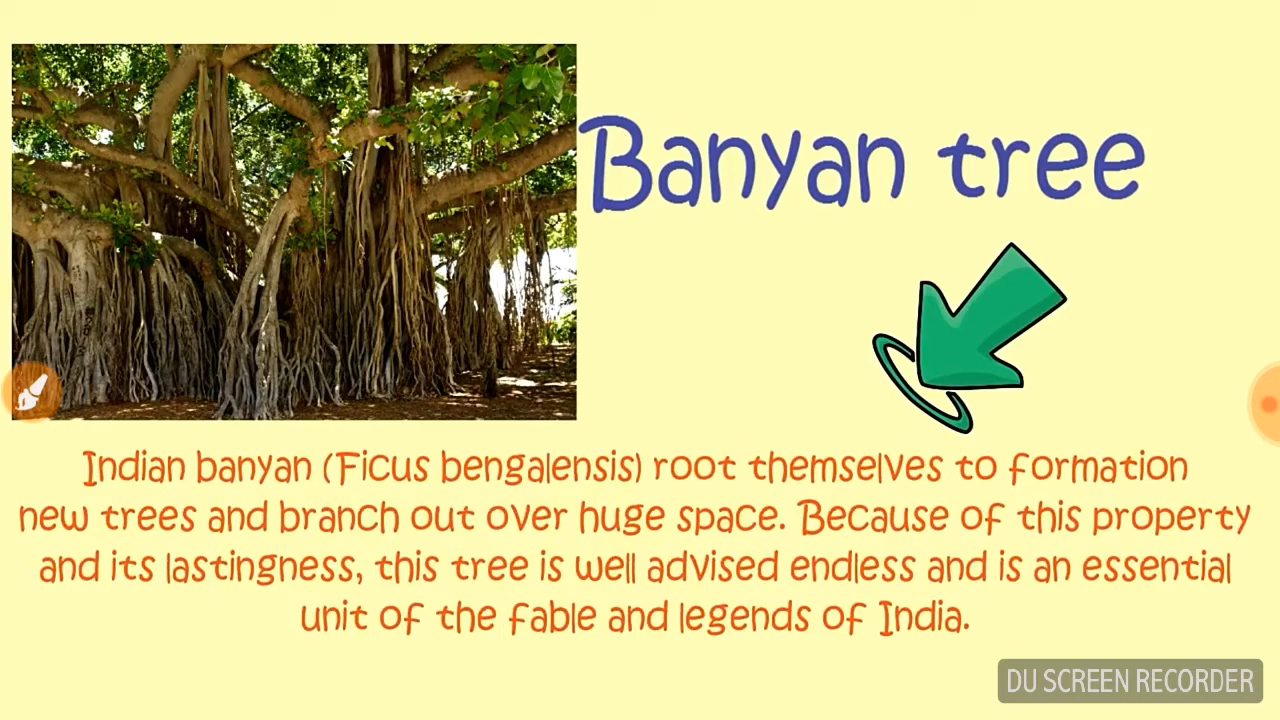 Banyan tree
Indian banyan (Ficus bengalensis) root themselves to formation
new trees and branch out over huge space. Because of this property
and its lastingness, this tree is well advised endless and is an essential
unit of the fable and legends of India.
DU SCREEN RECORDER